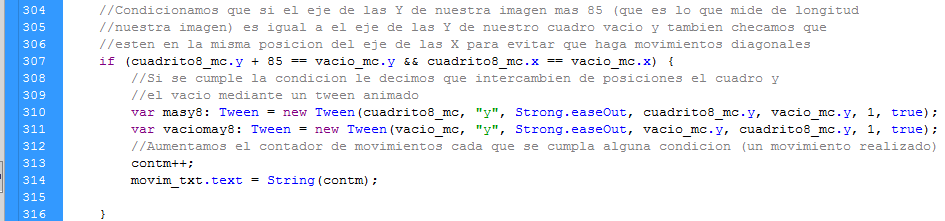 304 //Condicionamos que si el eje de las Y de nuestra imagen mas 85 (que es lo que mide de longitud
305 //nuestra imagen) es igual a el eje de las Y de nuestro cuadro vacio y tambien checamos que
306 //esten en la misma posicion del eje de las X para evitar que haga movimientos diagonales
307 if (cuadrito8_mc.y + 85 == vacio_mc.y && cuadrito8_mc.x == vacio_mc.x) {
308 //Si se cumple la condicion le decimos que intercambien de posiciones el cuadro y
309 //el vacio mediante un tween animado
310 var masy8: Tween = new Tween(cuadrito8_mc, "y", Strong.easeOut, cuadrito8_mc.y, vacio_mc.y, 1, true);
311 var vaciomay8: Tween = new Tween(vacio_mc, "y", Strong.easeOut, vacio_mc.y, cuadrito8_mc.y, 1, true);
312 //Aumentamos el contador de movimientos cada que se cumpla alguna condicion (un movimiento realizado)
313 contm++;
314 movim_txt.text = String(contm);
315
316 }